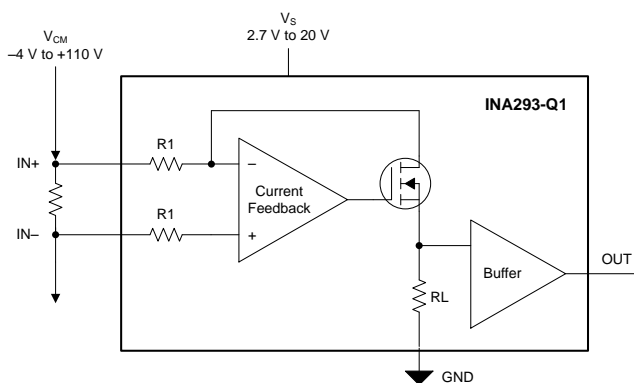 V_CM
–4 V to +110 V
V_S
2.7 V to 20 V
INA293-Q1
R1
IN+
–
Current
Feedback
R1
IN–
+
Buffer
OUT
RL
GND